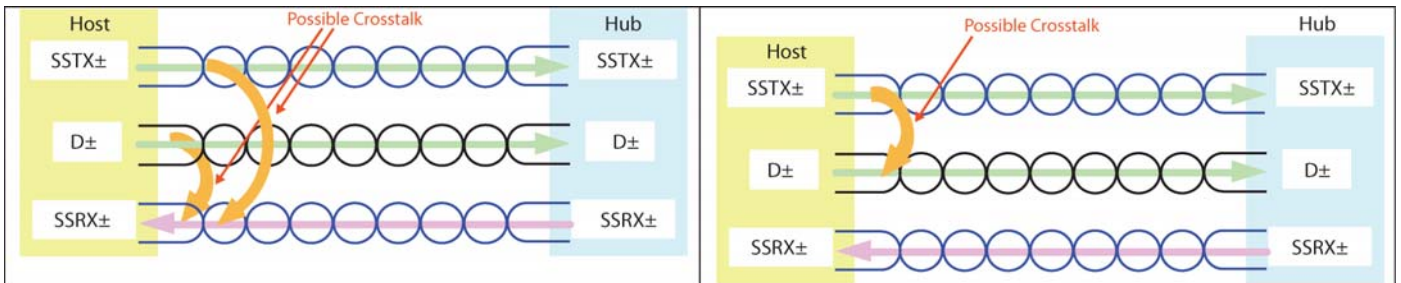 Host
Possible Crosstalk
Hub
SSTX±
SSTX±
D±
D±
SSRX±
SSRX±
Possible Crosstalk
Hub
Host
SSTX±
SSTX±
D±
D±
SSRX±
SSRX±